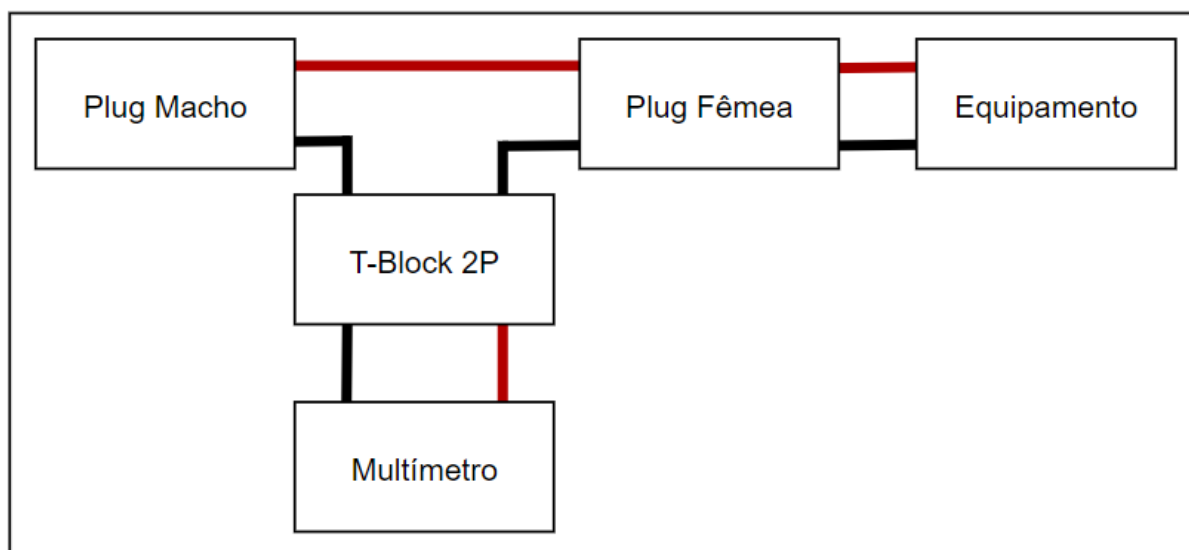 Plug Macho
Plug Fêmea
Equipamento
T-Block 2P
Multímetro